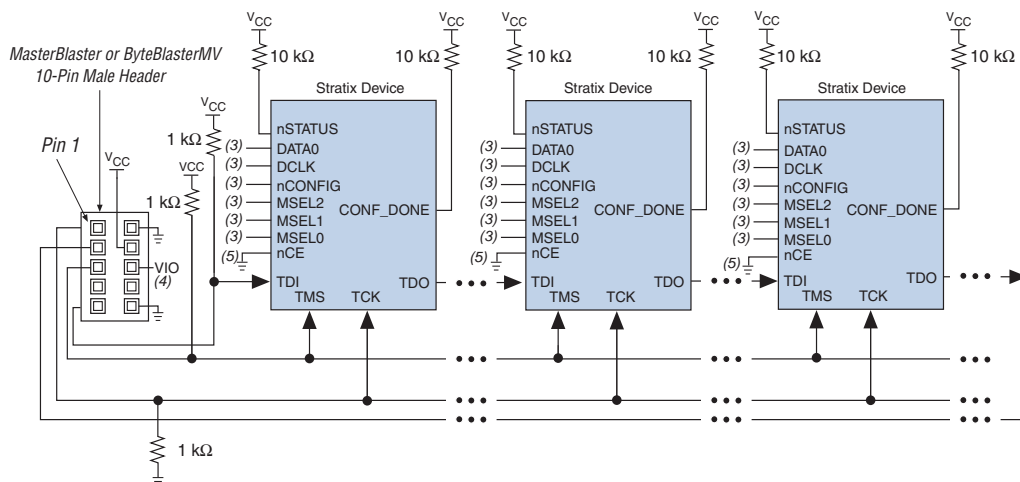 MasterBlaster or ByteBlasterMV
10-Pin Male Header
Pin 1
VCC
VCC
1 kΩ
VCC
1 kΩ
VIO
(4)
1 kΩ
VCC
10 kΩ
VCC
10 kΩ
Stratix Device
nSTATUS
(3) DATA0
(3) DCLK
(3) nCONFIG
(3) MSEL2
(3) MSEL1
(3) MSEL0
(5) nCE
CONF_DONE
TDI
TDO
TMS
TCK
VCC
10 kΩ
VCC
10 kΩ
Stratix Device
nSTATUS
(3) DATA0
(3) DCLK
(3) nCONFIG
(3) MSEL2
(3) MSEL1
(3) MSEL0
(5) nCE
CONF_DONE
TDI
TDO
TMS
TCK
VCC
10 kΩ
VCC
10 kΩ
Stratix Device
nSTATUS
(3) DATA0
(3) DCLK
(3) nCONFIG
(3) MSEL2
(3) MSEL1
(3) MSEL0
(5) nCE
CONF_DONE
TDI
TDO
TMS
TCK